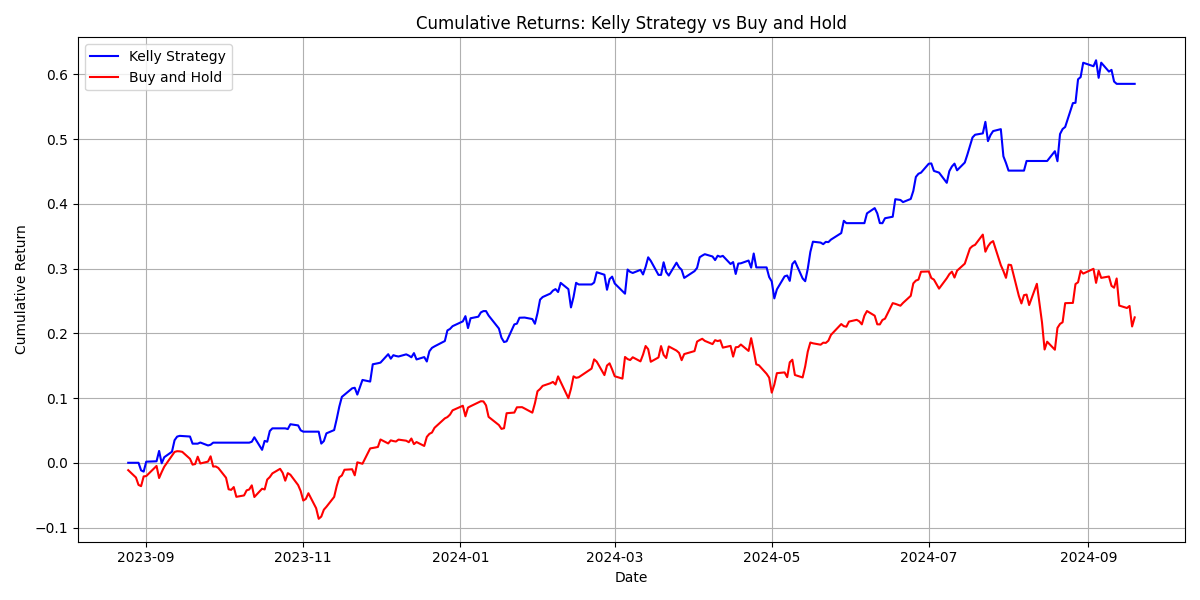 Cumulative Returns: Kelly Strategy vs Buy and Hold
Kelly Strategy
Buy and Hold
Cumulative Return
0.6
0.5
0.4
0.3
0.2
0.1
0.0
−0.1
2023-09 2023-11 2024-01 2024-03 2024-05 2024-07 2024-09
Date